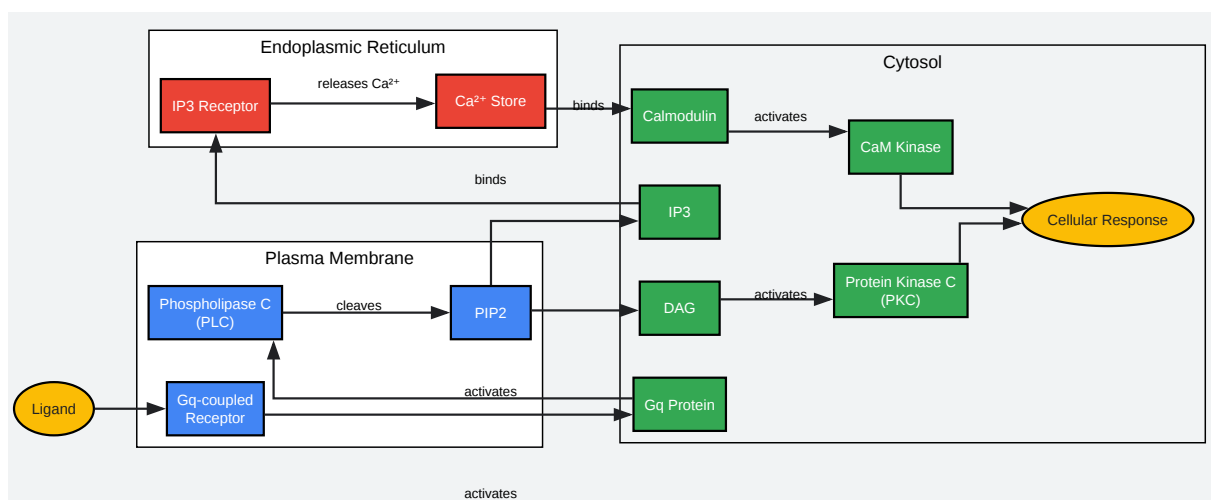 Endoplasmic Reticulum
releases Ca²⁺
IP3 Receptor
Ca²⁺ Store
binds
Cytosol
Calmodulin
activates
CaM Kinase
binds
IP3
Cellular Response
Plasma Membrane
Phospholipase C
(PLC)
cleaves
PIP2
DAG
activates
Protein Kinase C
(PKC)
Ligand
Gq-coupled
Receptor
activates
Gq Protein
activates